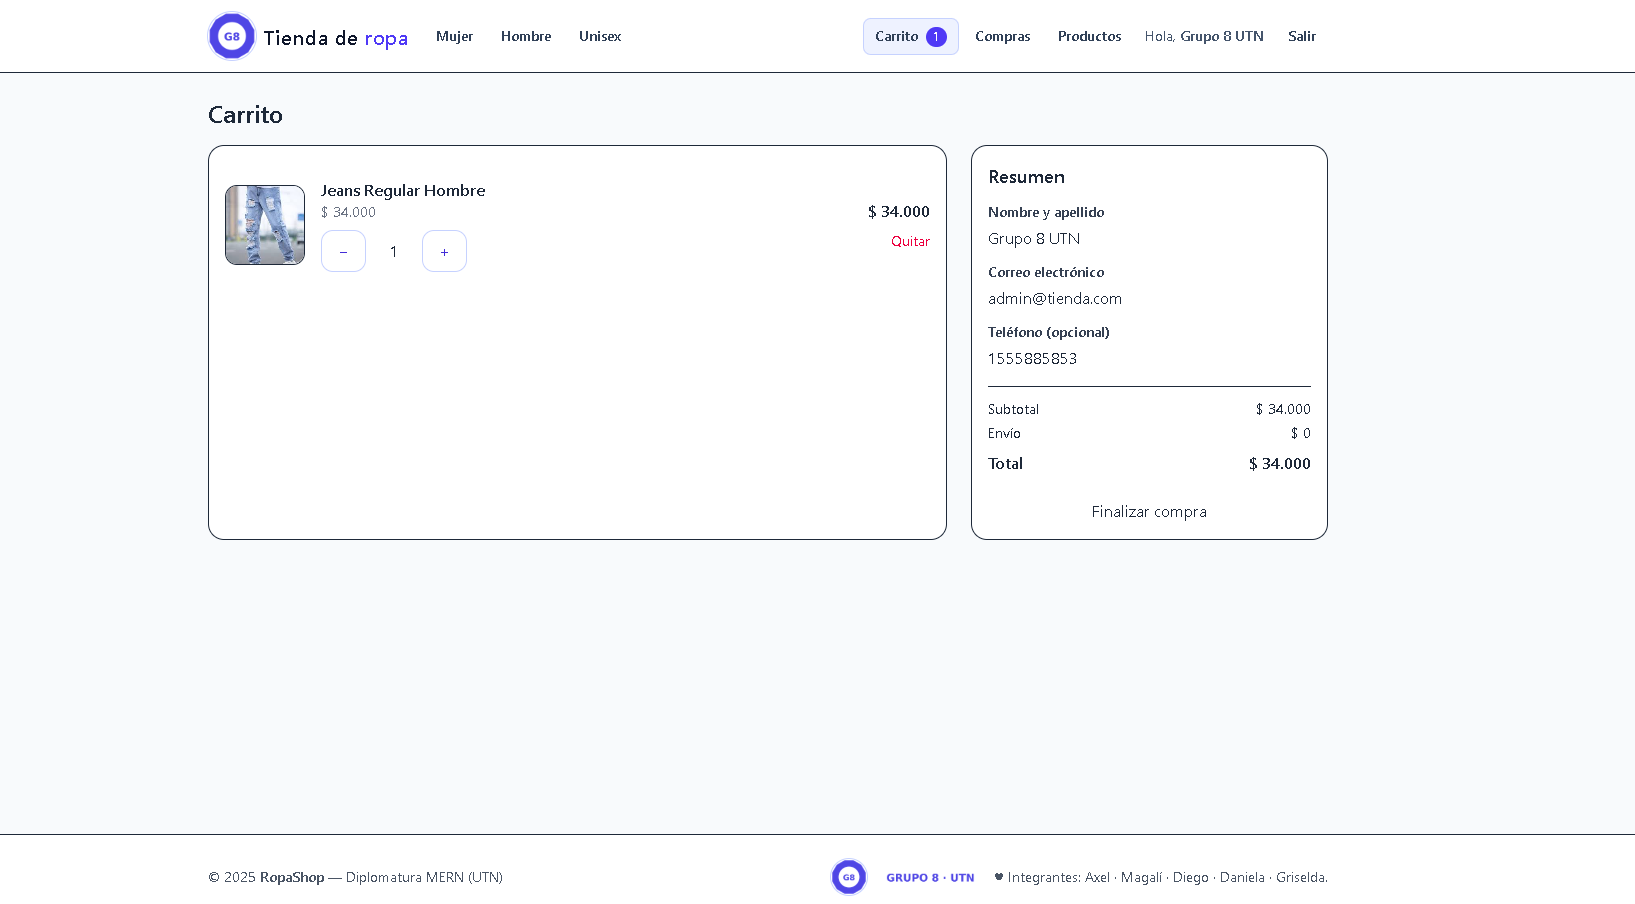 G8 Tienda de ropa Mujer Hombre Unisex Carrito 1 Compras Productos Hola, Grupo 8 UTN Salir
Carrito
Jeans Regular Hombre
$ 34.000
− 1 +
$ 34.000
Quitar
Resumen
Nombre y apellido
Grupo 8 UTN
Correo electrónico
admin@tienda.com
Teléfono (opcional)
1555885853
Subtotal $ 34.000
Envío $ 0
Total $ 34.000
Finalizar compra
© 2025 RopaShop — Diplomatura MERN (UTN)
G8 GRUPO 8 · UTN ♥ Integrantes: Axel · Magalí · Diego · Daniela · Griselda.